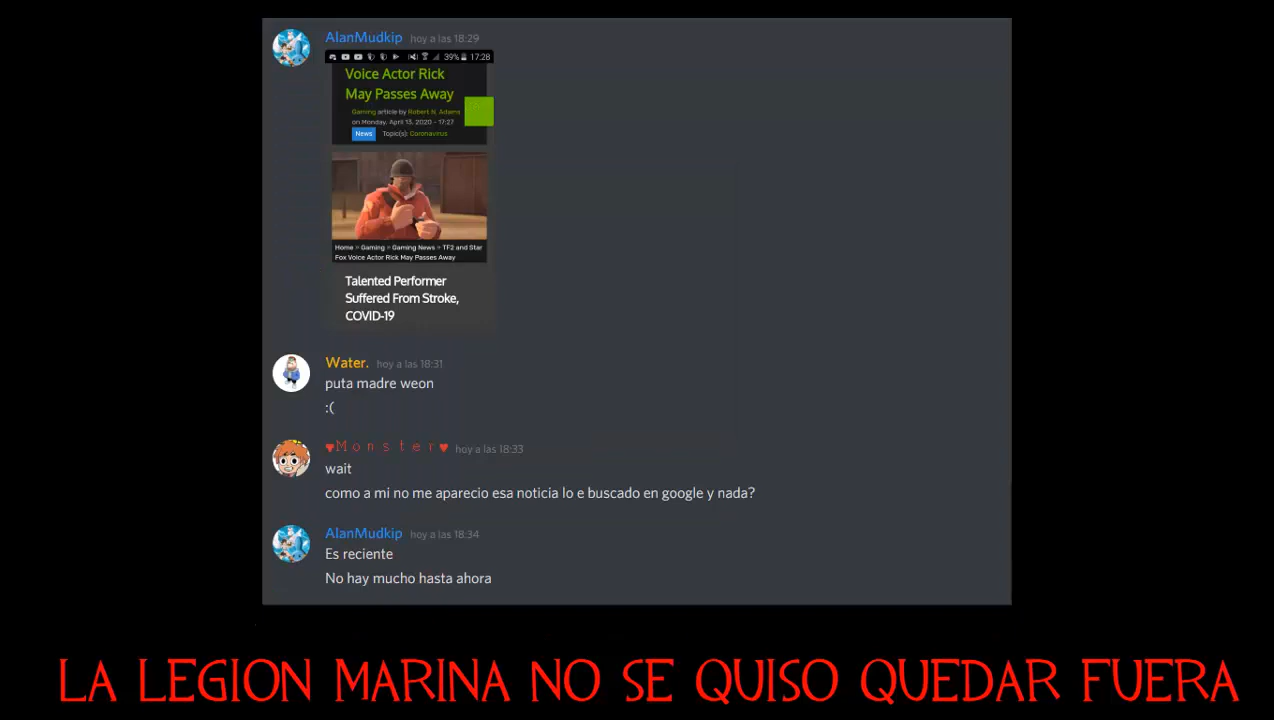 AlanMudkip hoy a las 18:29
39% 17:28
Voice Actor Rick
May Passes Away
Gaming article by Robert N. Adams
on Monday, April 13, 2020 - 17:27
News Topic(s): Coronavirus
Home » Gaming » Gaming News » TF2 and Star
Fox Voice Actor Rick May Passes Away
Talented Performer
Suffered From Stroke,
COVID-19
Water. hoy a las 18:31
puta madre weon
:(
♥Monster♥ hoy a las 18:33
wait
como a mi no me aparecio esa noticia lo e buscado en google y nada?
AlanMudkip hoy a las 18:34
Es reciente
No hay mucho hasta ahora
LA LEGION MARINA NO SE QUISO QUEDAR FUERA